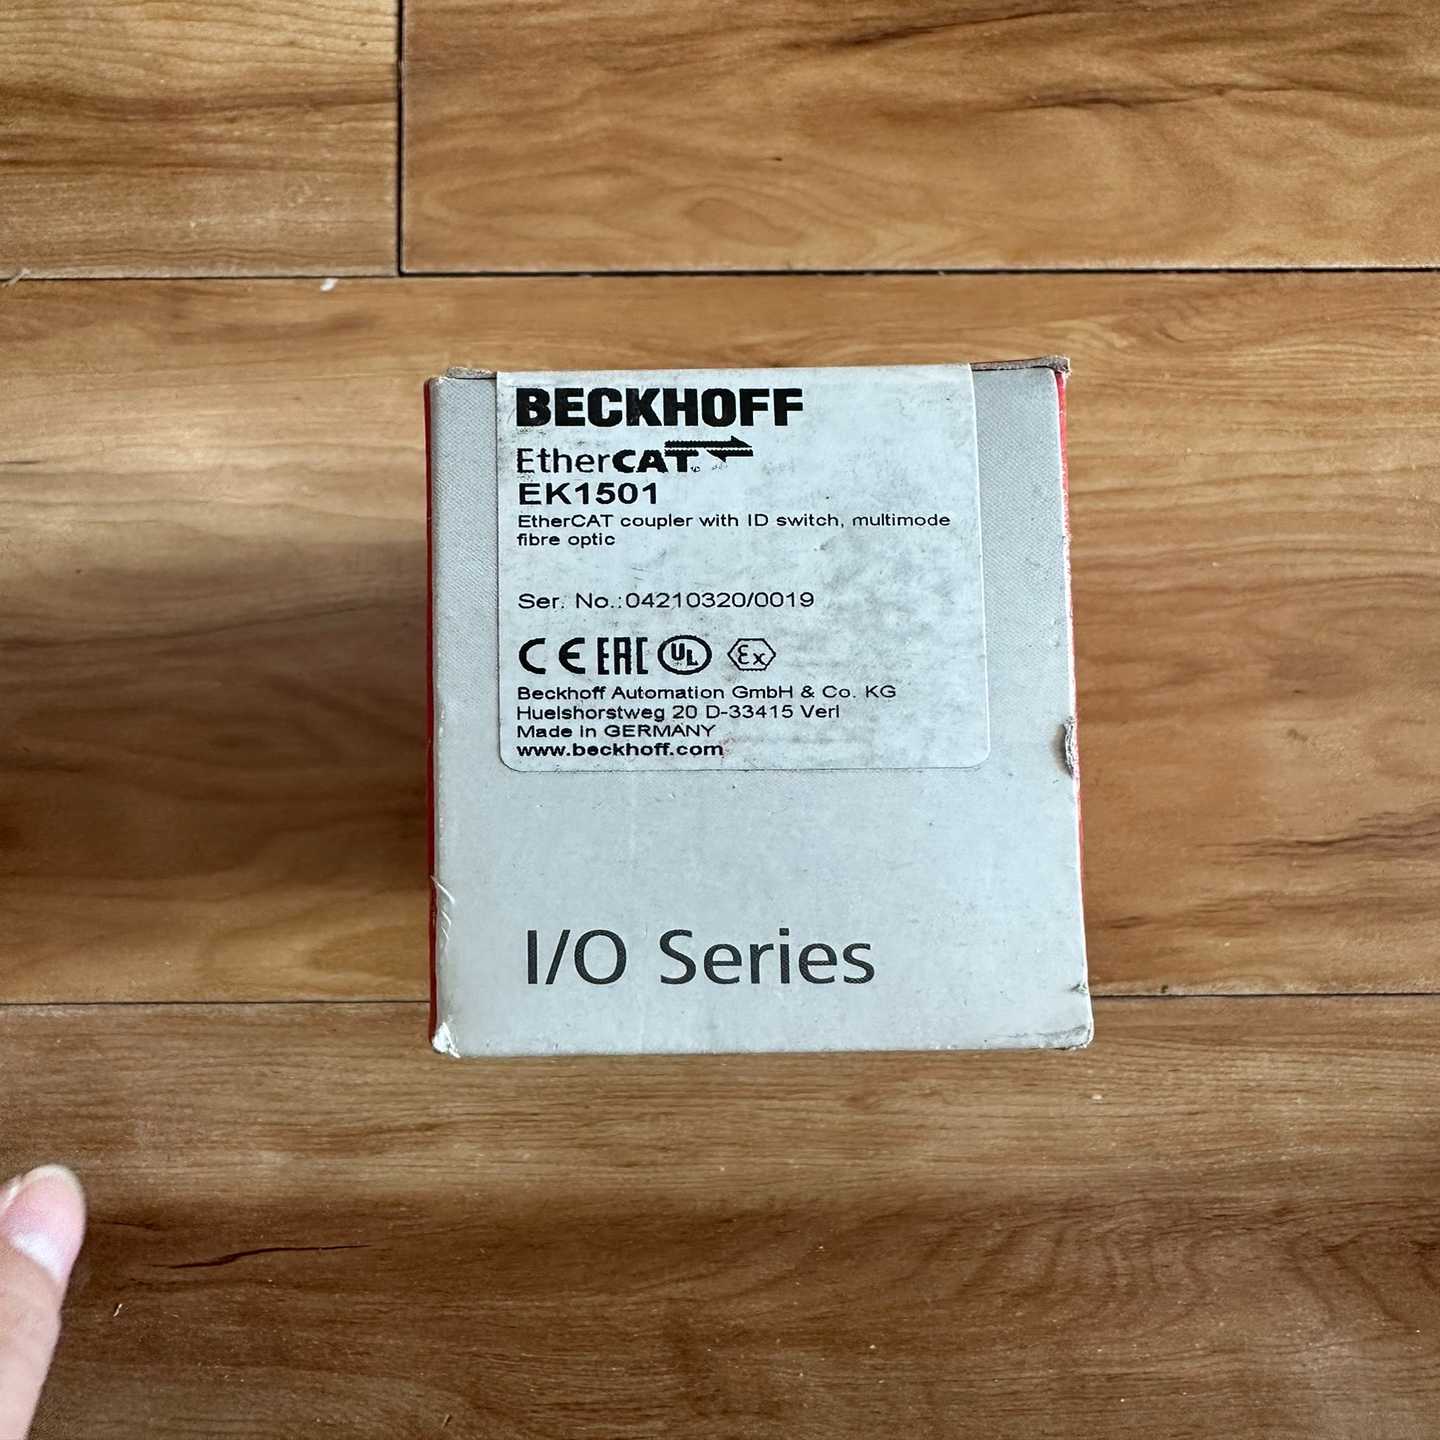 BECKHOFF
EtherCAT
EK1501
EtherCAT coupler with ID switch, multimode
fibre optic
Ser. No.:04210320/0019
CE EAC UL Ex
Beckhoff Automation GmbH & Co. KG
Huelshorstweg 20 D-33415 Verl
Made in GERMANY
www.beckhoff.com
I/O Series